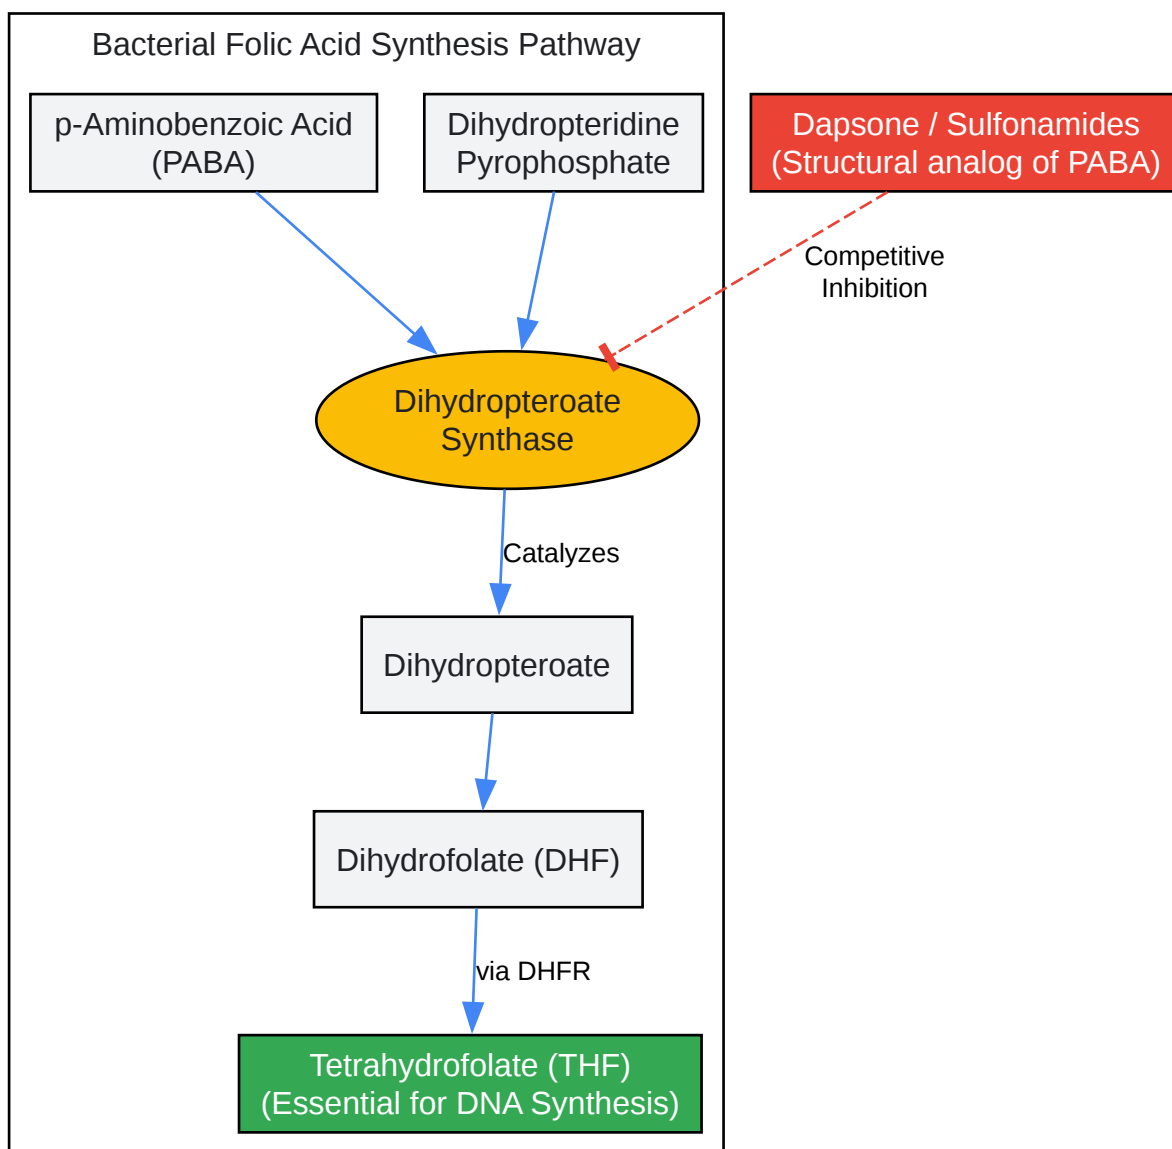 Bacterial Folic Acid Synthesis Pathway
p-Aminobenzoic Acid
(PABA)
Dihydropteridine
Pyrophosphate
Dapsone / Sulfonamides
(Structural analog of PABA)
Competitive
Inhibition
Dihydropteroate
Synthase
Catalyzes
Dihydropteroate
Dihydrofolate (DHF)
via DHFR
Tetrahydrofolate (THF)
(Essential for DNA Synthesis)